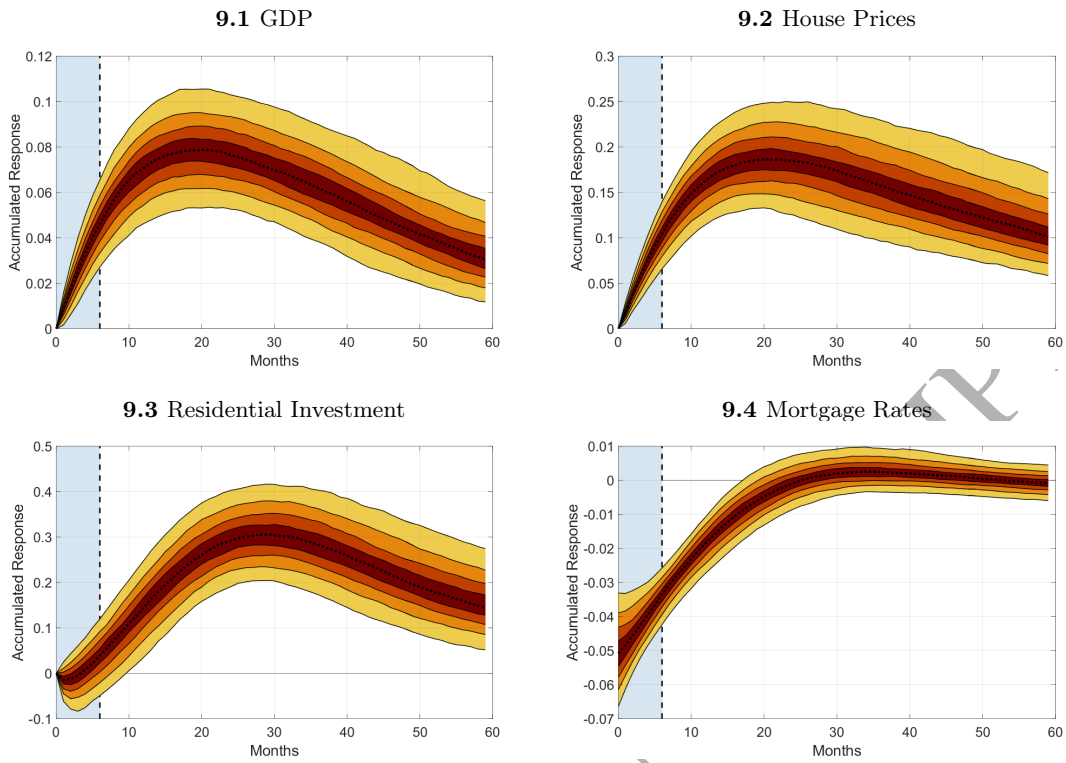 9.1 GDP
0.12
0.1
0.08
0.06
0.04
0.02
0
Accumulated Response
0 10 20 30 40 50 60
Months
9.2 House Prices
0.3
0.25
0.2
0.15
0.1
0.05
0
Accumulated Response
0 10 20 30 40 50 60
Months
9.3 Residential Investment
0.5
0.4
0.3
0.2
0.1
0
-0.1
Accumulated Response
0 10 20 30 40 50 60
Months
9.4 Mortgage Rates
0.01
0
-0.01
-0.02
-0.03
-0.04
-0.05
-0.06
-0.07
Accumulated Response
0 10 20 30 40 50 60
Months